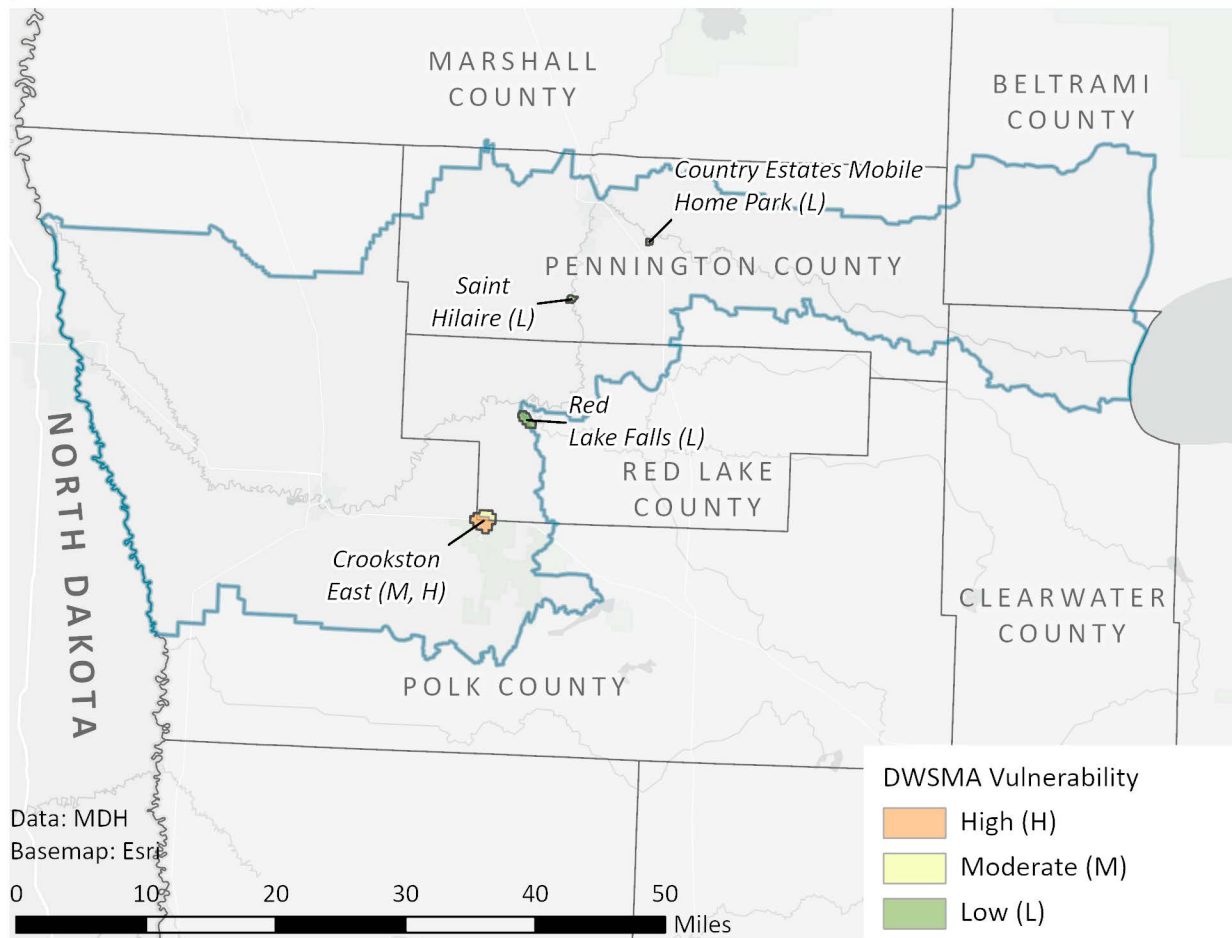 MARSHALL
COUNTY
BELTRAMI
COUNTY
Country Estates Mobile
Home Park (L)
PENNINGTON COUNTY
Saint
Hilaire (L)
Red
Lake Falls (L)
RED LAKE
COUNTY
NORTH DAKOTA
Crookston
East (M, H)
CLEARWATER
COUNTY
POLK COUNTY
DWSMA Vulnerability
High (H)
Moderate (M)
Low (L)
Data: MDH
Basemap: Esri
0 10 20 30 40 50
Miles